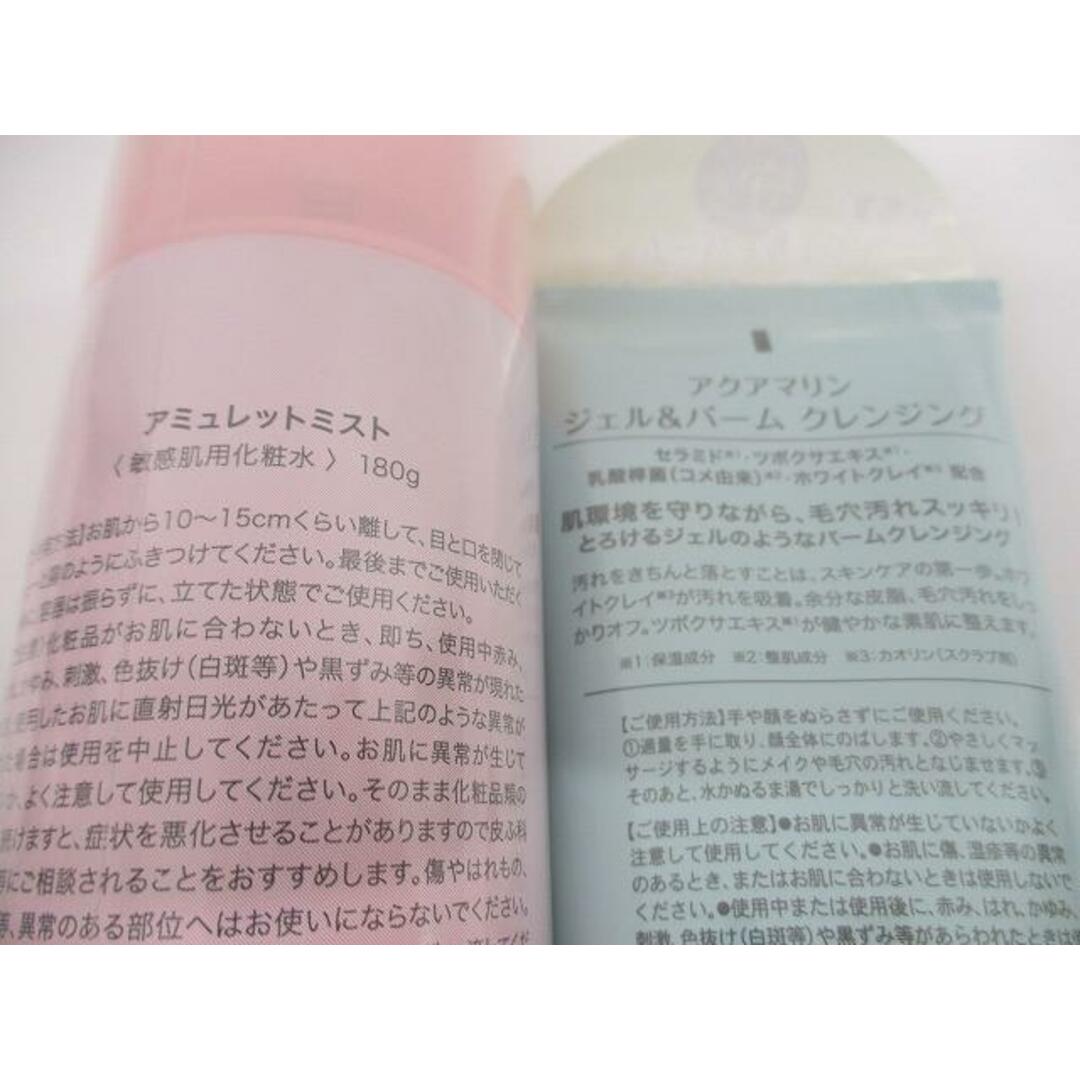 アミュレットミスト
〈 敏感肌用化粧水 〉 180g
法】お肌から10〜15cmくらい離して、目と口を閉じて
のようにふきつけてください。最後までご使用いただく
容器は振らずに、立てた状態でご使用ください。
化粧品がお肌に合わないとき、即ち、使用中赤み、
かゆみ、刺激、色抜け(白斑等)や黒ずみ等の異常が現れた
使用したお肌に直射日光があたって上記のような異常が
場合は使用を中止してください。お肌に異常が生じて
か、よく注意して使用してください。そのまま化粧品類の
続けますと、症状を悪化させることがありますので皮ふ科
等にご相談されることをおすすめします。傷やはれもの、
異常のある部位へはお使いにならないでください。
アクアマリン
ジェル&バーム クレンジング
セラミド※1・ツボクサエキス※1・
乳酸桿菌(コメ由来)※2・ホワイトクレイ※3 配合
肌環境を守りながら、毛穴汚れスッキリ!
とろけるジェルのようなバームクレンジング
汚れをきちんと落とすことは、スキンケアの第一歩。ホワ
イトクレイ※3が汚れを吸着。余分な皮脂、毛穴汚れをしっ
かりオフ。ツボクサエキス※1が健やかな素肌に整えます。
※1:保湿成分 ※2:整肌成分 ※3:カオリン(スクラブ剤)
【ご使用方法】手や顔をぬらさずにご使用ください。
①適量を手に取り、顔全体にのばします。②やさしくマッ
サージするようにメイクや毛穴の汚れとなじませます。③
そのあと、水かぬるま湯でしっかりと洗い流してください。
【ご使用上の注意】●お肌に異常が生じていないかよく
注意して使用してください。●お肌に傷、湿疹等の異常
のあるとき、またはお肌に合わないときは使用しないで
ください。●使用中または使用後に、赤み、はれ、かゆみ、
刺激、色抜け(白斑等)や黒ずみ等があらわれたときは